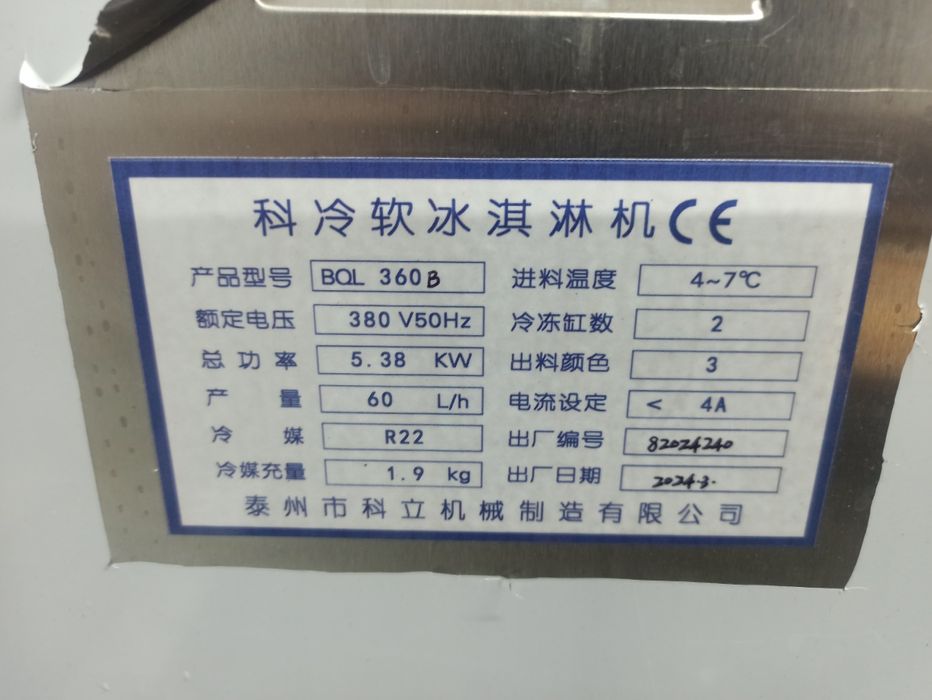 科冷软冰淇淋机 CE
产品型号 BQL 360B 进料温度 4~7℃
额定电压 380 V50Hz 冷冻缸数 2
总功率 5.38 KW 出料颜色 3
产量 60 L/h 电流设定 < 4A
冷媒 R22 出厂编号 82024240
冷媒充量 1.9 kg 出厂日期 2024.3.
泰州市科立机械制造有限公司